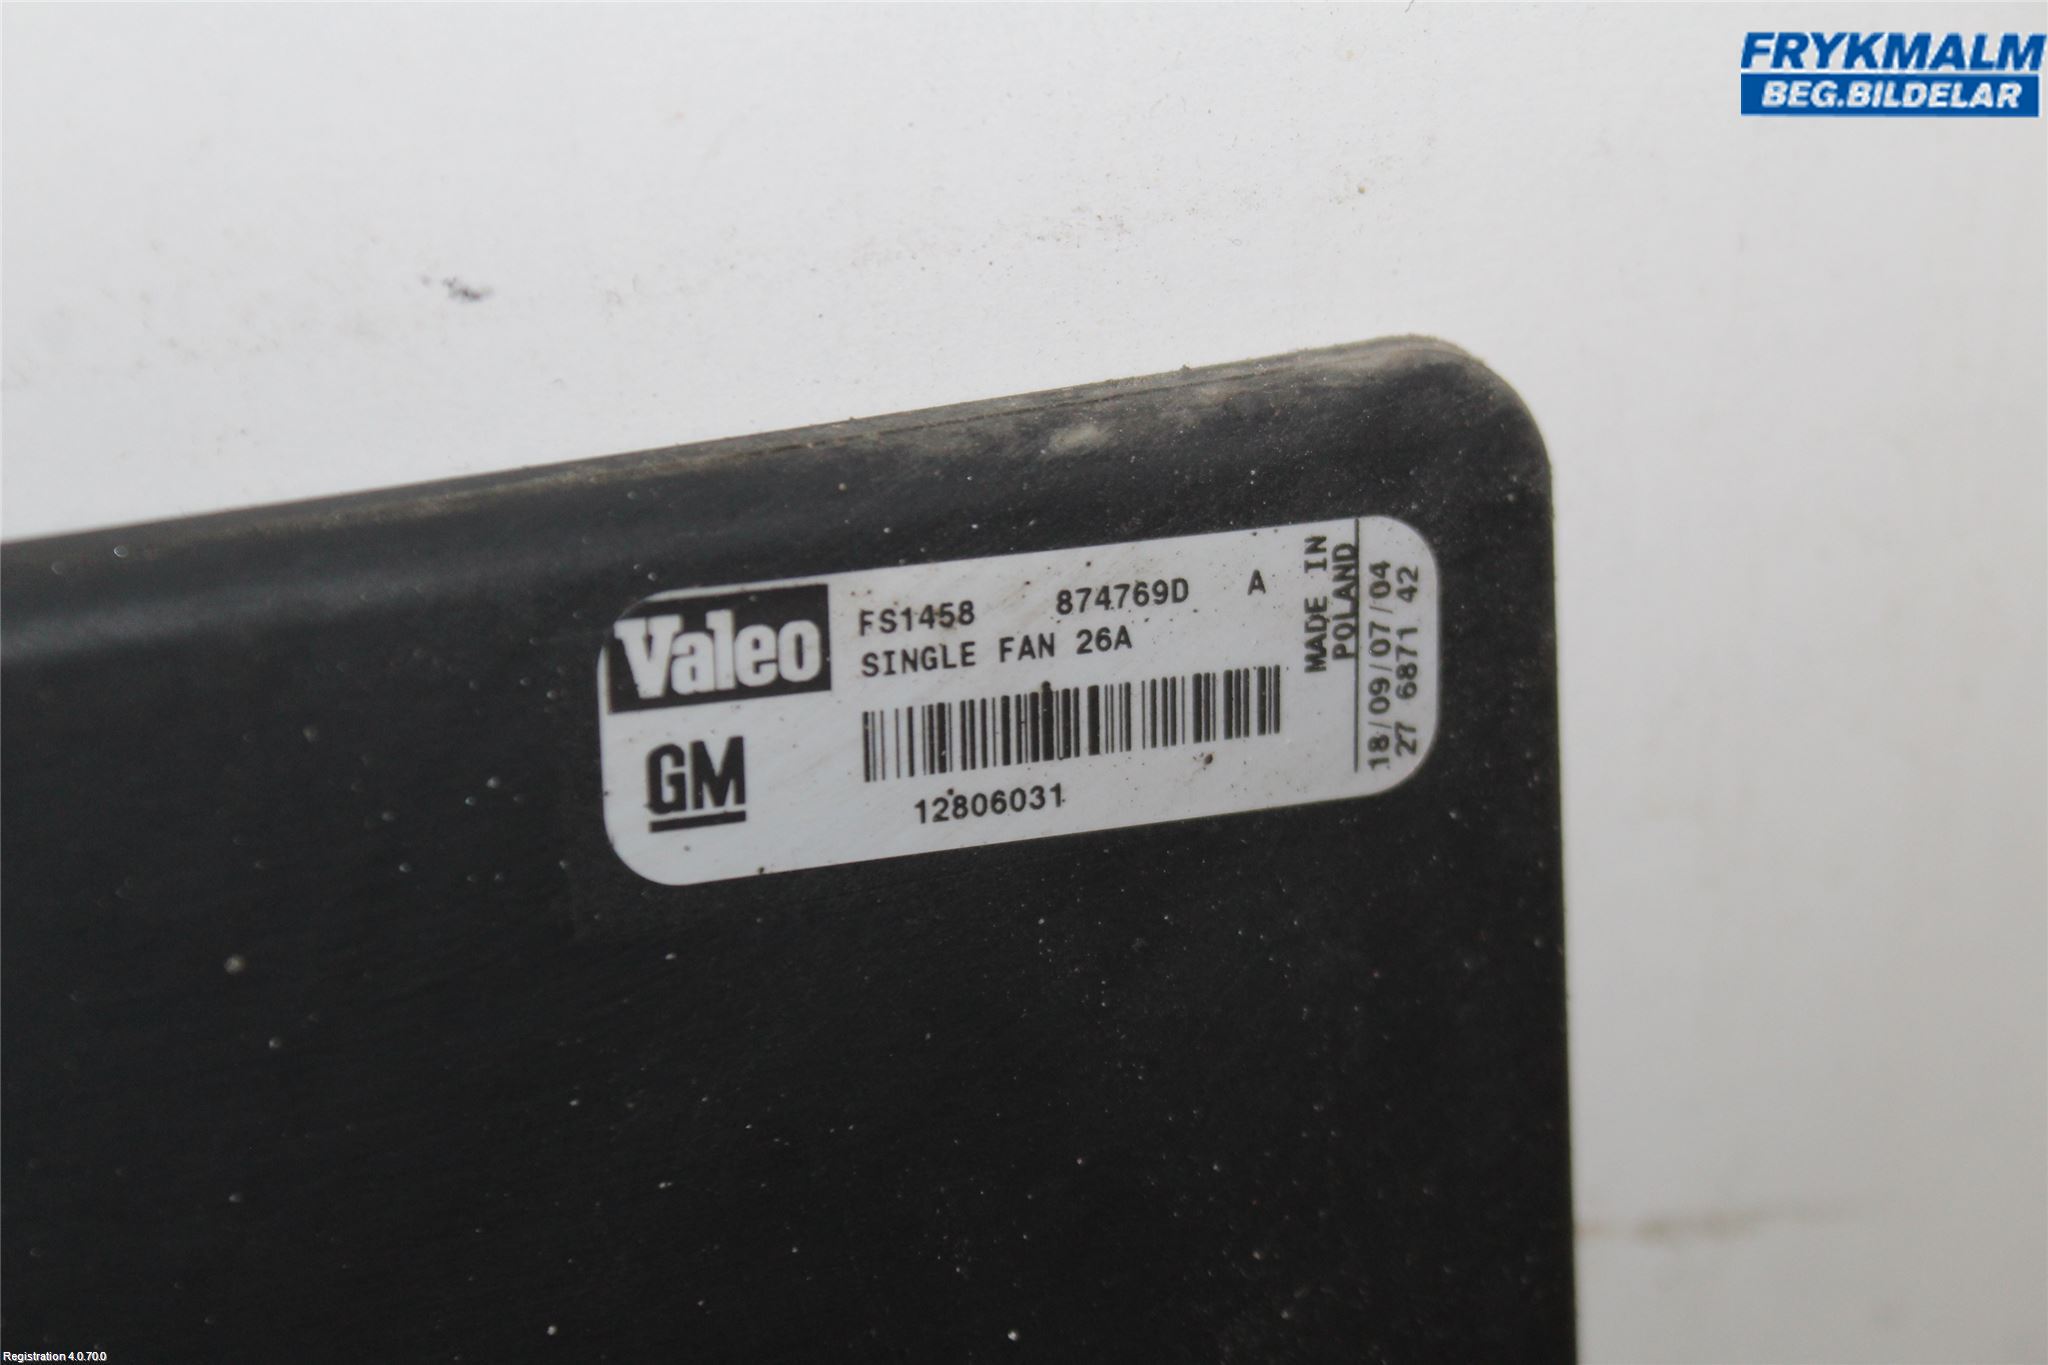 FRYKMALM
BEG.BILDELAR
Valeo
FS1458 874769D A
SINGLE FAN 26A
GM
12806031
MADE IN
POLAND
18/09/07/04
27 6871 42
Registration 4.0.70.0